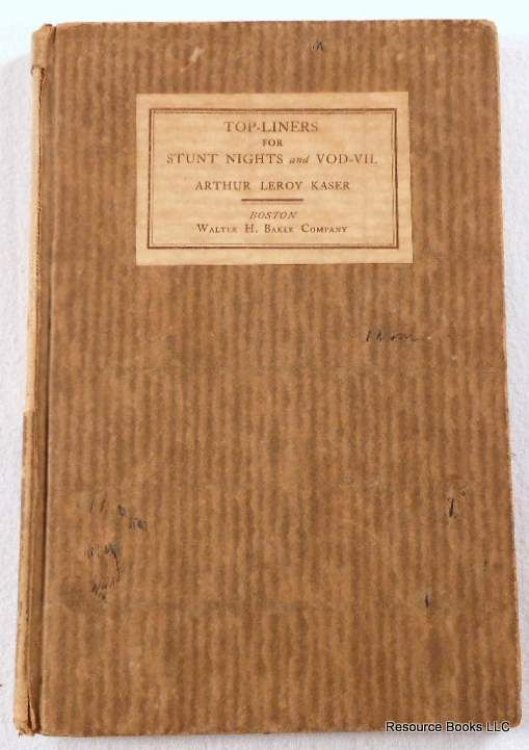 TOP-LINERS
FOR
STUNT NIGHTS and VOD-VIL
ARTHUR LEROY KASER
BOSTON
WALTER H. BAKER COMPANY
Resource Books LLC